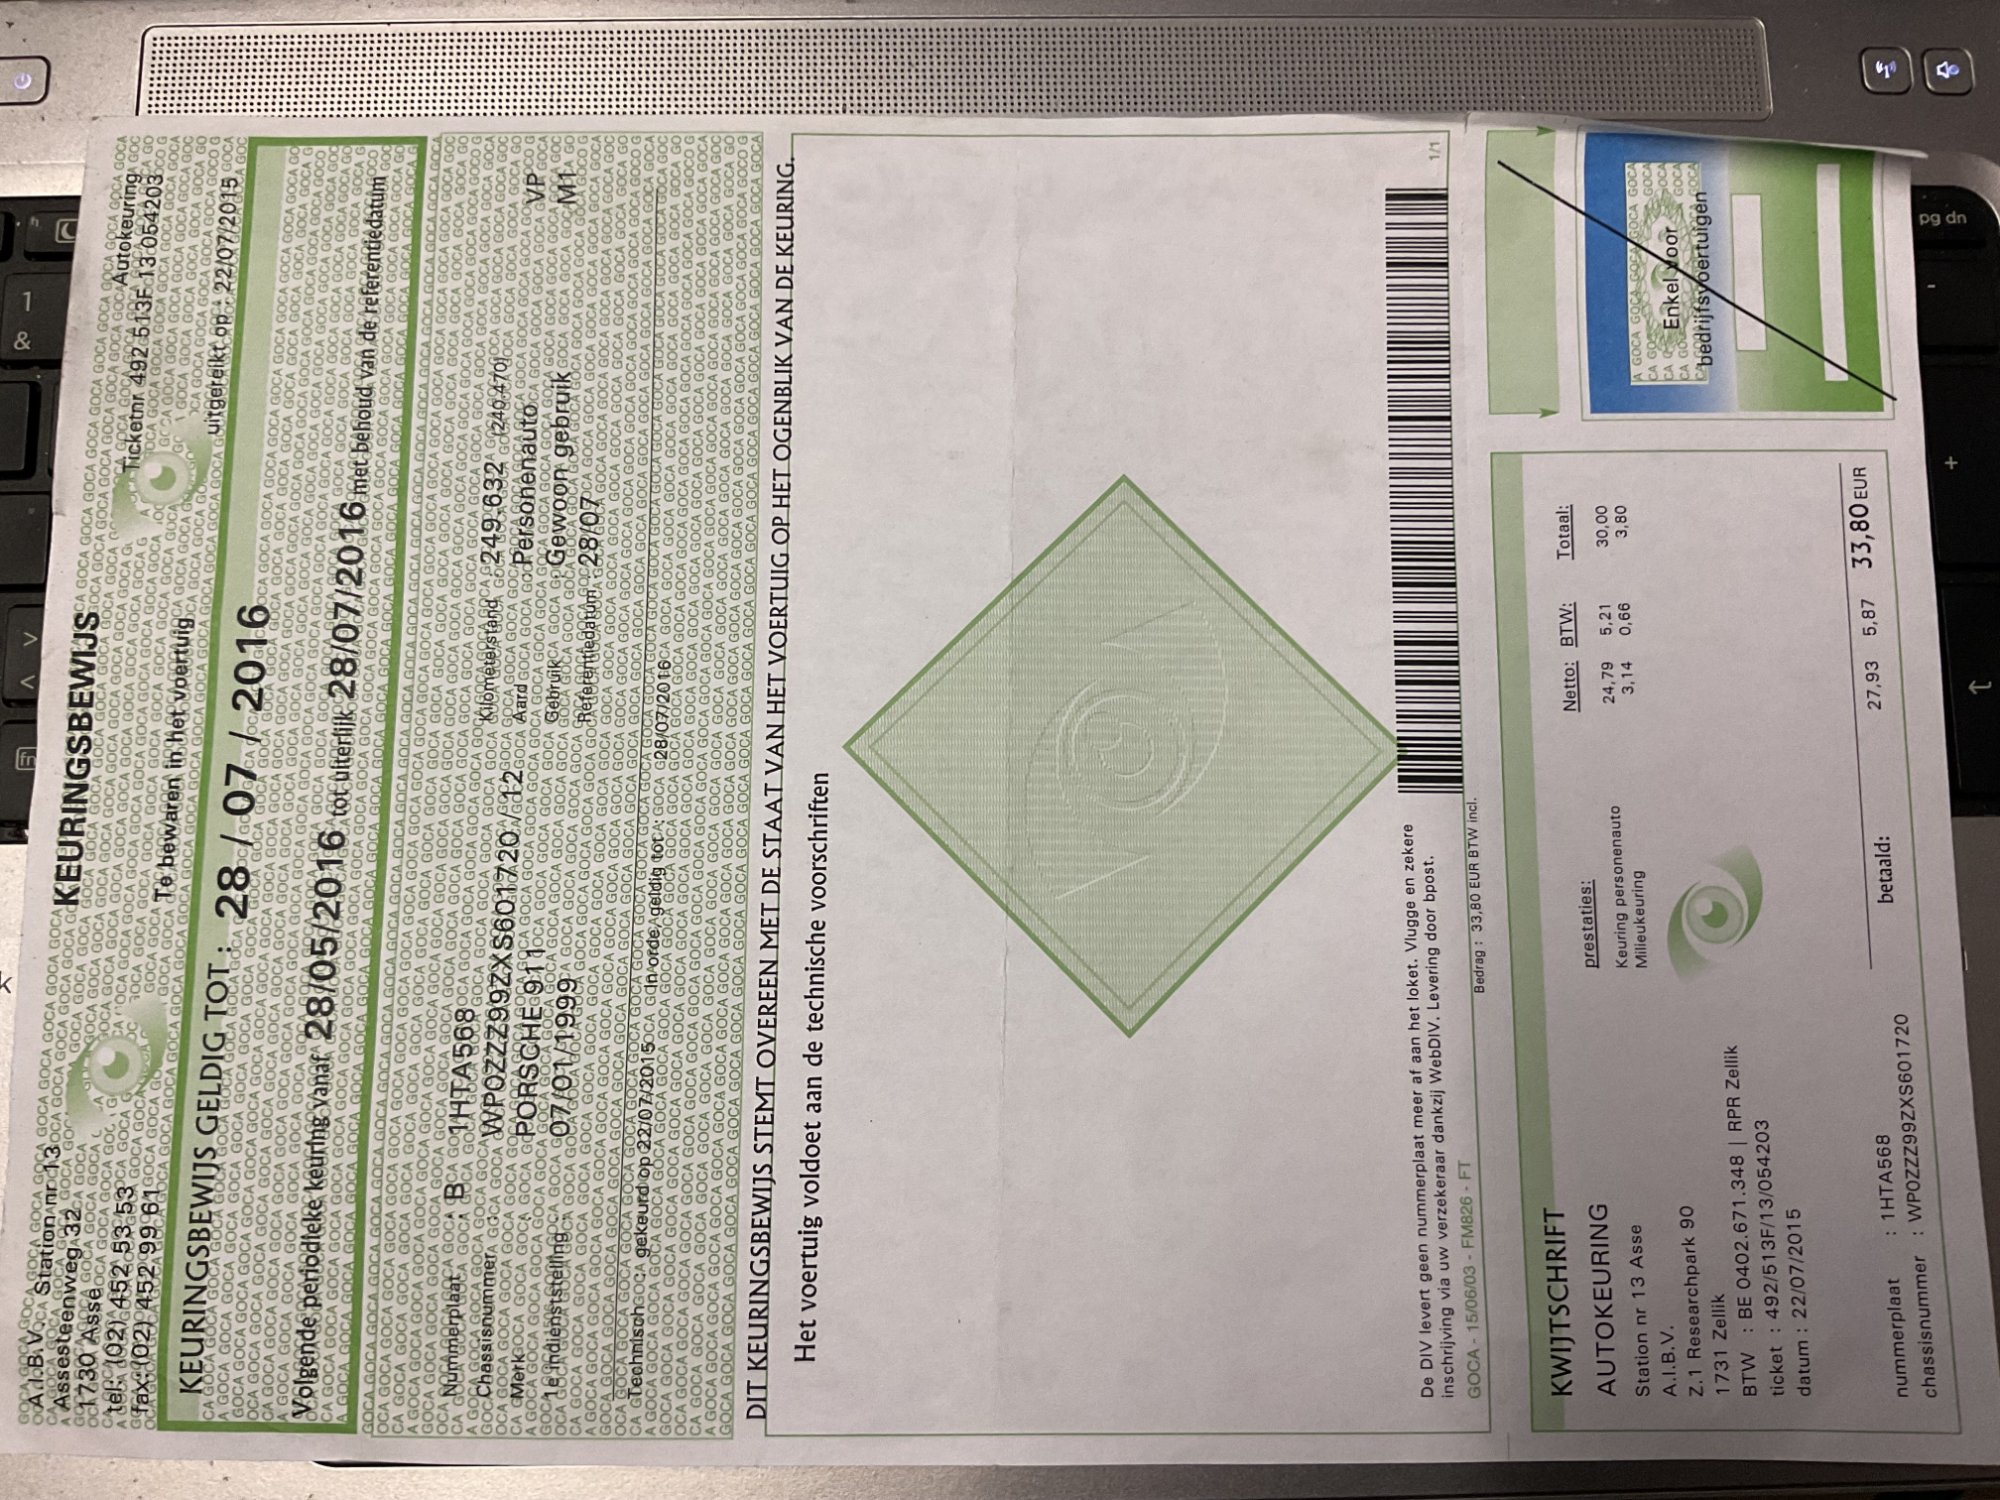 A.I.B.V. Station nr 13
Assesteenweg 32
1730 Asse
tel: (02) 452 53 53
fax: (02) 452 99 61
KEURINGSBEWIJS
Te bewaren in het voertuig
Autokeuring
Ticketnr 492 513F 13 054203
uitgereikt op : 22/07/2015
KEURINGSBEWIJS GELDIG TOT : 28 / 07 / 2016
Volgende periodieke keuring vanaf 28/05/2016 tot uiterlijk 28/07/2016 met behoud van de referentiedatum
Nummerplaat : B 1HTA568
Chassisnummer : WP0ZZZ99ZXS601720 / 12 Kilometerstand : 249.632 (240.470)
Merk : PORSCHE 911 Aard : Personenauto VP
1e indienststelling : 07/01/1999 Gebruik : Gewoon gebruik M1
Referentiedatum : 28/07
Technisch : gekeurd op 22/07/2015 In orde, geldig tot : 28/07/2016
DIT KEURINGSBEWIJS STEMT OVEREEN MET DE STAAT VAN HET VOERTUIG OP HET OGENBLIK VAN DE KEURING.
Het voertuig voldoet aan de technische voorschriften
De DIV levert geen nummerplaat meer af aan het loket. Vlugge en zekere
inschrijving via uw verzekeraar dankzij WebDIV. Levering door bpost.
1/1
GOCA - 15/06/03 - FM826 - FT
Bedrag : 33,80 EUR BTW incl.
KWIJTSCHRIFT
AUTOKEURING
Station nr 13 Asse
A.I.B.V.
Z.1 Researchpark 90
1731 Zellik
BTW : BE 0402.671.348 | RPR Zellik
ticket : 492/513F/13/054203
datum : 22/07/2015
nummerplaat : 1HTA568
chassisnummer : WP0ZZZ99ZXS601720
prestaties: Netto: BTW: Totaal:
Keuring personenauto 24,79 5,21 30,00
Milieukeuring 3,14 0,66 3,80
betaald: 27,93 5,87 33,80 EUR
Enkel voor
bedrijfsvoertuigen
pg dn
1
&
fn
<
>
+
-